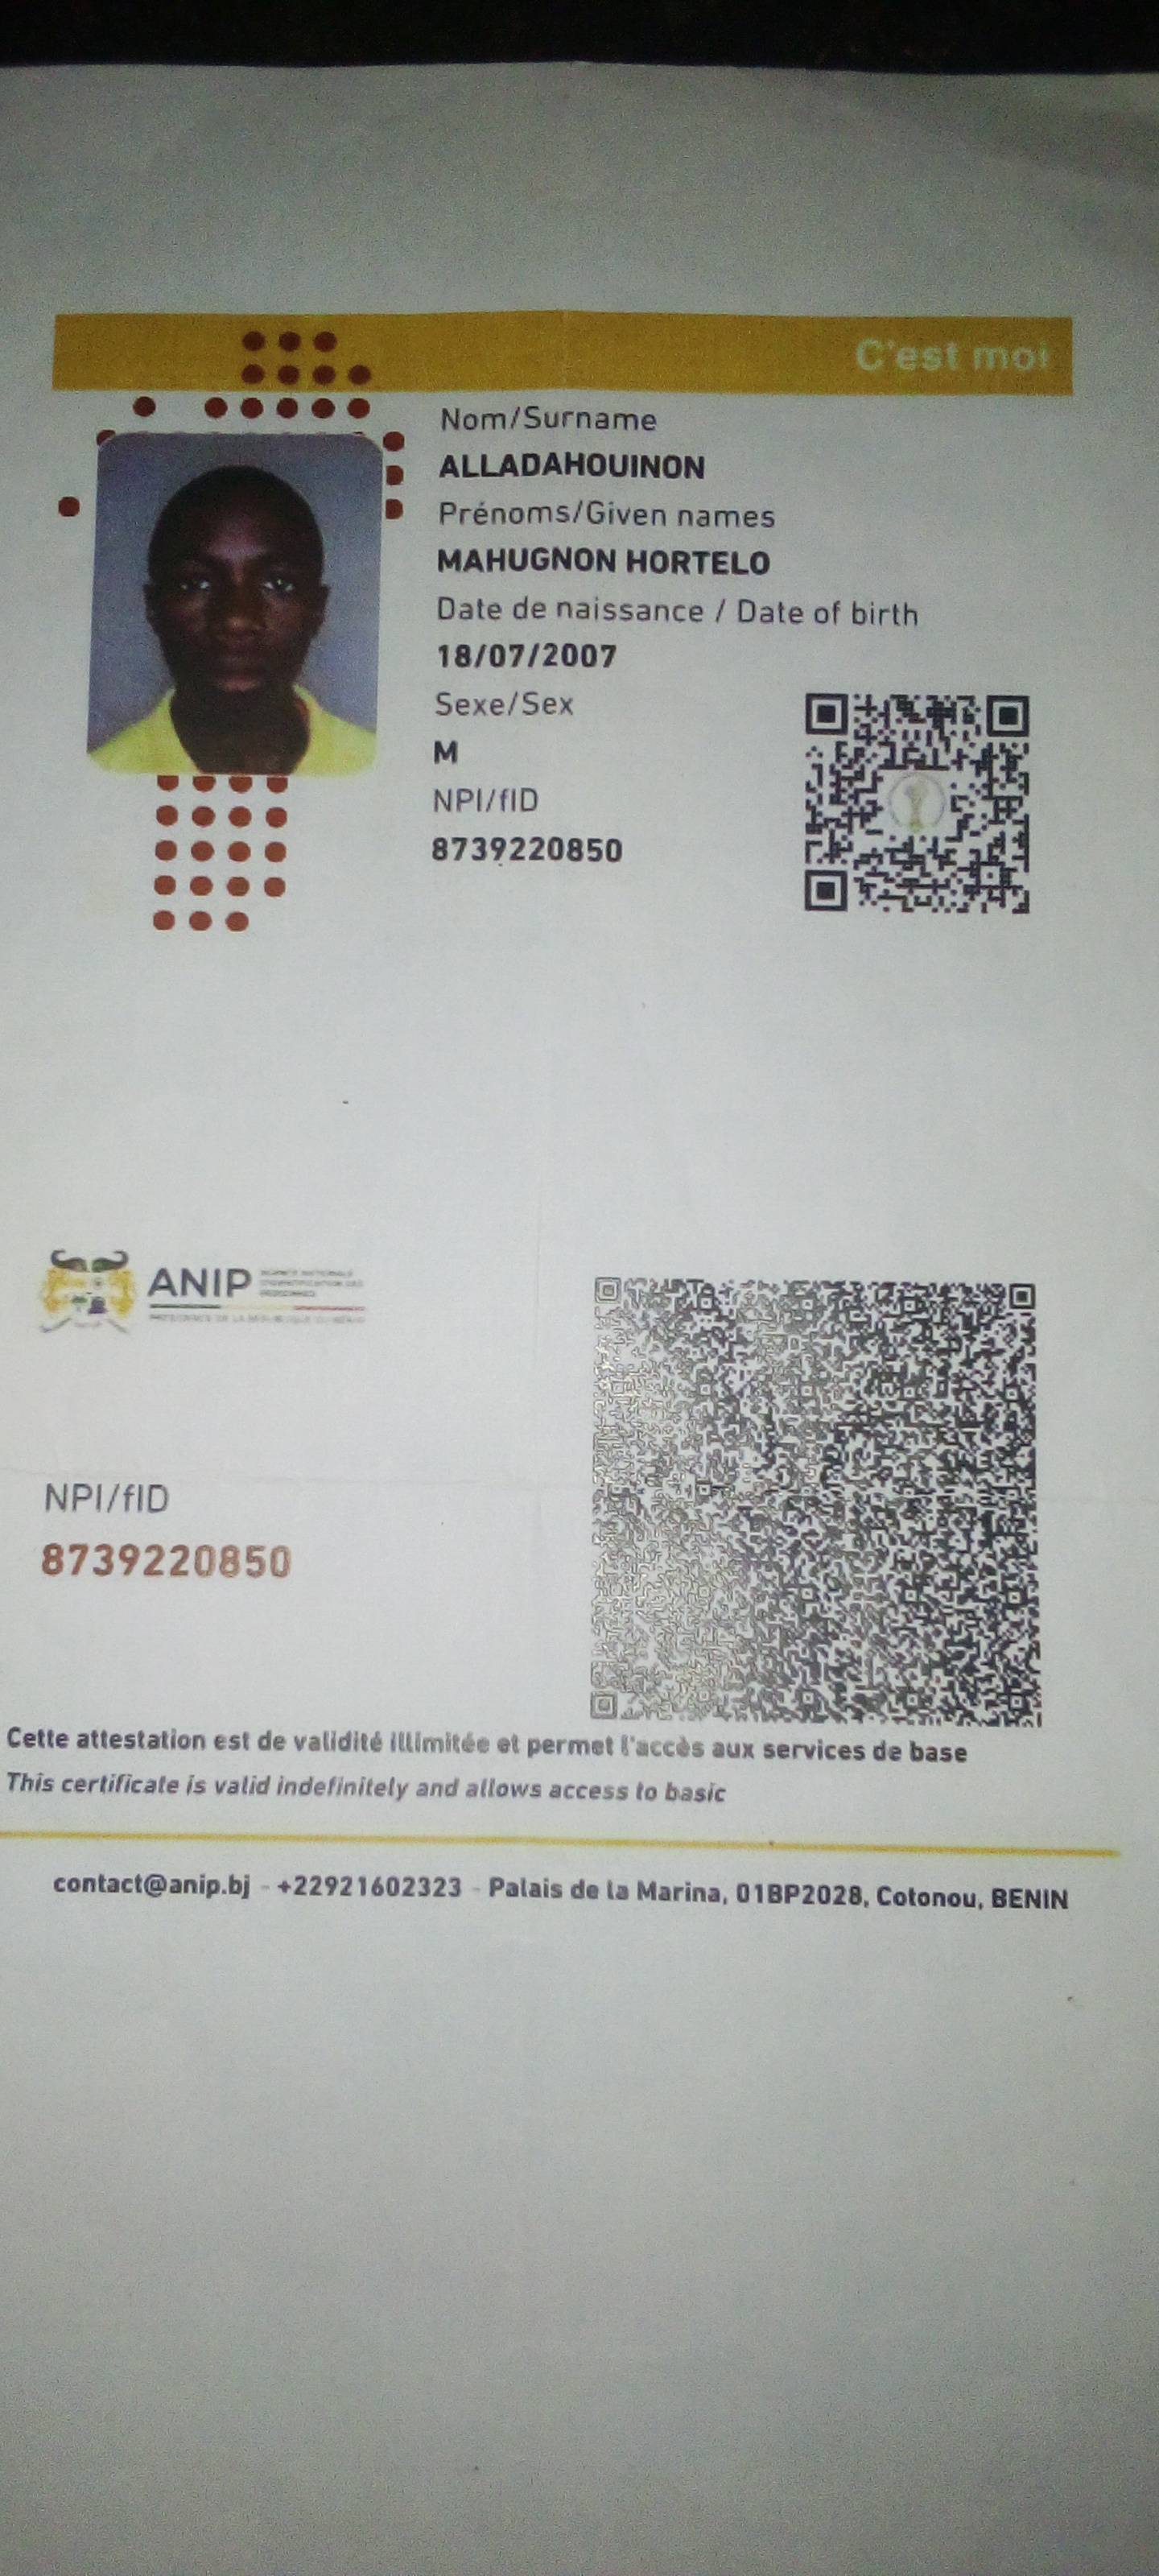 C'est moi
Nom/Surname
ALLADAHOUINON
Prénoms/Given names
MAHUGNON HORTELO
Date de naissance / Date of birth
18/07/2007
Sexe/Sex
M
NPI/fID
8739220850
ANIP
NPI/fID
8739220850
Cette attestation est de validité illimitée et permet l'accès aux services de base
This certificate is valid indefinitely and allows access to basic
contact@anip.bj - +22921602323 - Palais de la Marina, 01BP2028, Cotonou, BENIN